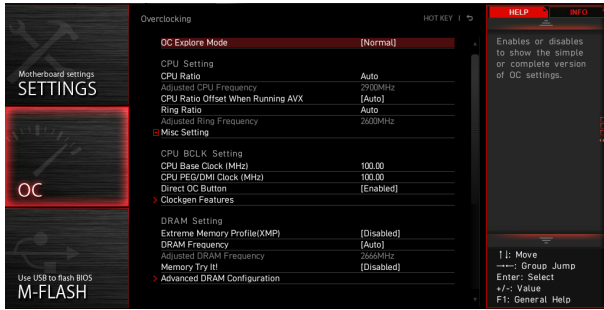 Overclocking
HOT KEY | ⮌
HELP
INFO
Motherboard settings
SETTINGS
OC
Use USB to flash BIOS
M-FLASH
OC Explore Mode [Normal]
CPU Setting
CPU Ratio Auto
Adjusted CPU Frequency 2900MHz
CPU Ratio Offset When Running AVX [Auto]
Ring Ratio Auto
Adjusted Ring Frequency 2600MHz
Misc Setting
CPU BCLK Setting
CPU Base Clock (MHz) 100.00
CPU PEG/DMI Clock (MHz) 100.00
Direct OC Button [Enabled]
Clockgen Features
DRAM Setting
Extreme Memory Profile(XMP) [Disabled]
DRAM Frequency [Auto]
Adjusted DRAM Frequency 2666MHz
Memory Try It! [Disabled]
Advanced DRAM Configuration
Enables or disables
to show the simple
or complete version
of OC settings.
↑↓: Move
→←: Group Jump
Enter: Select
+/-: Value
F1: General Help